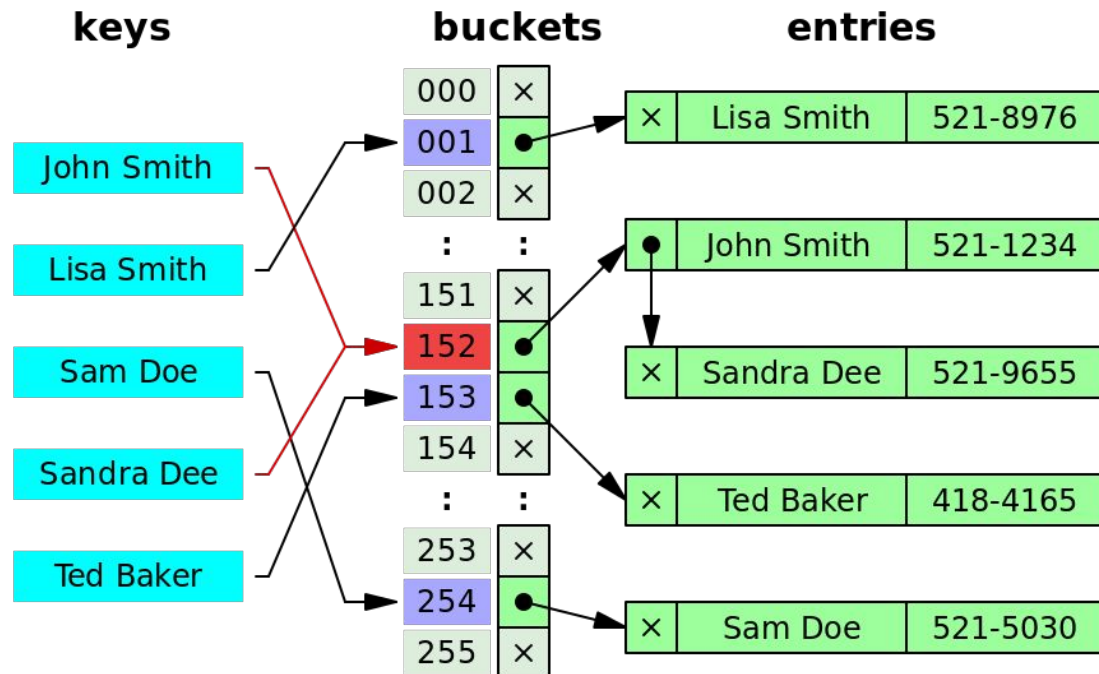 keys
buckets
entries
John Smith
Lisa Smith
Sam Doe
Sandra Dee
Ted Baker
000 ×
001
002 ×
: :
151 ×
152
153
154 ×
: :
253 ×
254
255 ×
× Lisa Smith 521-8976
John Smith 521-1234
× Sandra Dee 521-9655
× Ted Baker 418-4165
× Sam Doe 521-5030